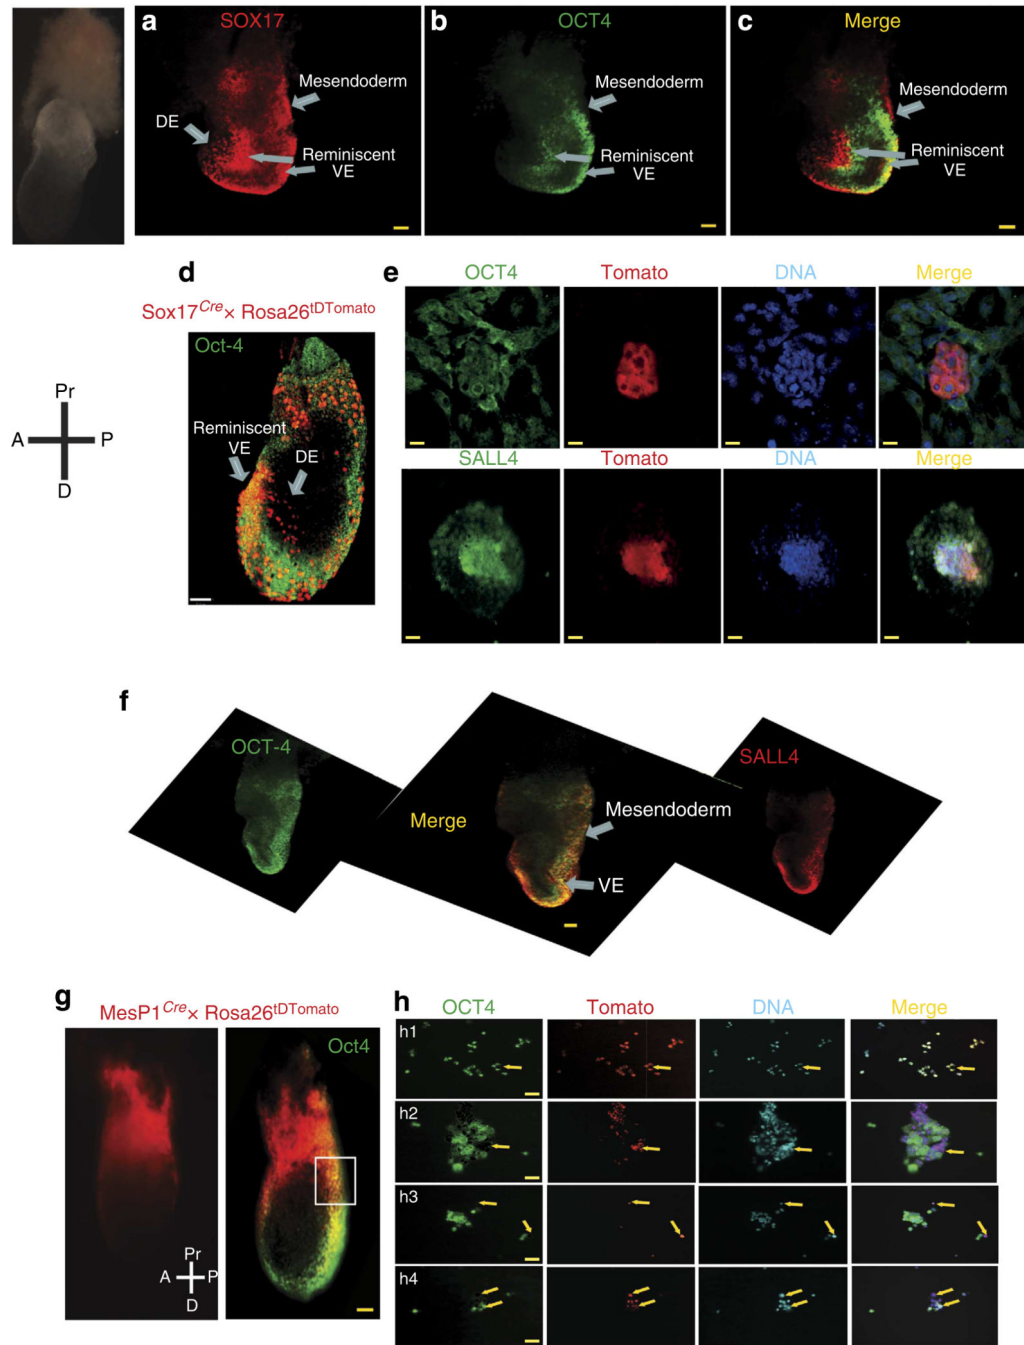 a
SOX17
b
OCT4
c
Merge
Mesendoderm
DE
Reminiscent
VE
Mesendoderm
Reminiscent
VE
Mesendoderm
Reminiscent
VE
d
Sox17Cre × Rosa26tDTomato
Oct-4
Reminiscent
VE
DE
Pr
A
P
D
e
OCT4
Tomato
DNA
Merge
SALL4
Tomato
DNA
Merge
f
OCT-4
Merge
Mesendoderm
VE
SALL4
g
MesP1Cre × Rosa26tDTomato
Oct4
Pr
A
P
D
h
OCT4
Tomato
DNA
Merge
h1
h2
h3
h4